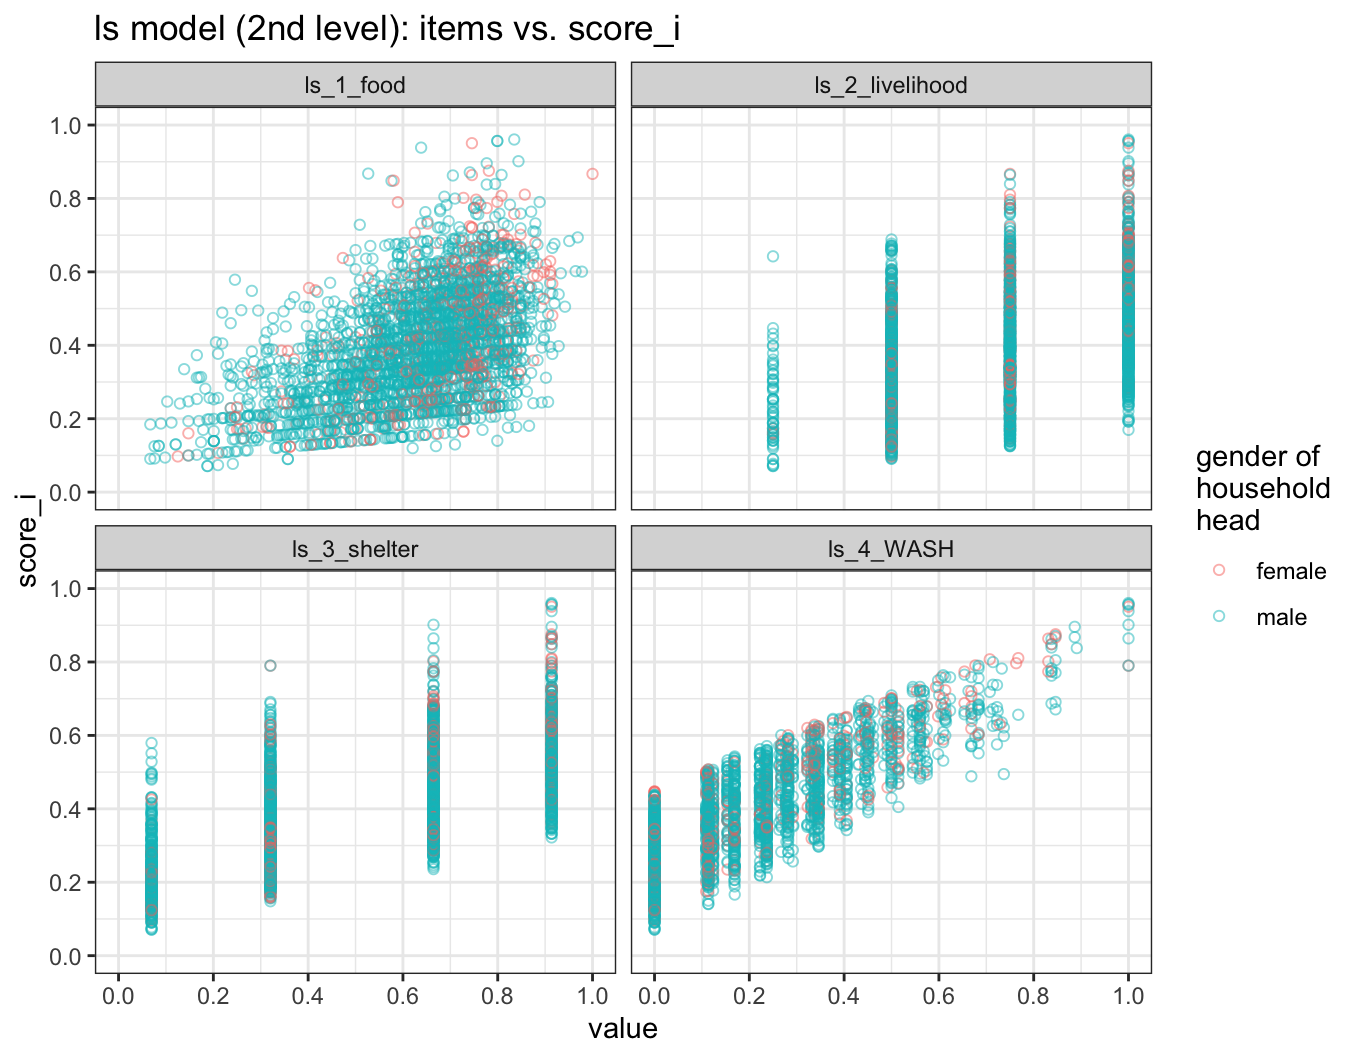 ls model (2nd level): items vs. score_i
ls_1_food
ls_2_livelihood
1.0
0.8
0.6
0.4
0.2
0.0
ls_3_shelter
ls_4_WASH
1.0
0.8
0.6
0.4
0.2
0.0
0.0 0.2 0.4 0.6 0.8 1.0
0.0 0.2 0.4 0.6 0.8 1.0
value
score_i
gender of
household
head
female
male